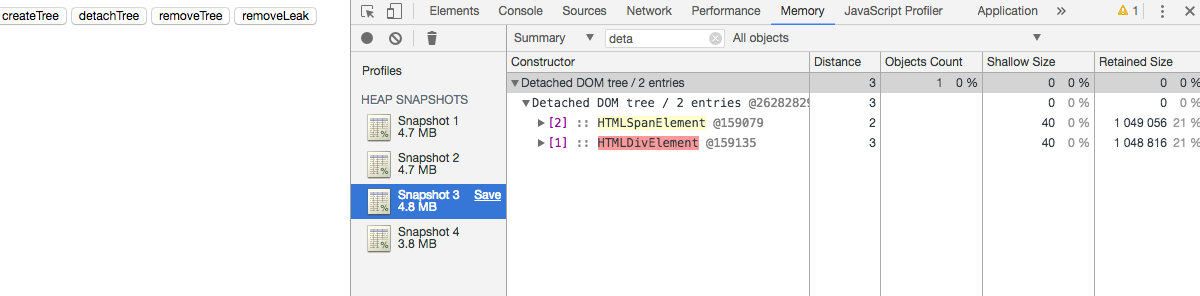 createTree detachTree removeTree removeLeak
Elements Console Sources Network Performance Memory JavaScript Profiler Application » 1
Summary deta All objects
Profiles
HEAP SNAPSHOTS
Snapshot 1
4.7 MB
Snapshot 2
4.7 MB
Snapshot 3 Save
4.8 MB
Snapshot 4
3.8 MB
Constructor Distance Objects Count Shallow Size Retained Size
Detached DOM tree / 2 entries 3 1 0 % 0 0 % 0 0 %
Detached DOM tree / 2 entries @26282829 3 0 0 % 0 0 %
[2] :: HTMLSpanElement @159079 2 40 0 % 1 049 056 21 %
[1] :: HTMLDivElement @159135 3 40 0 % 1 048 816 21 %